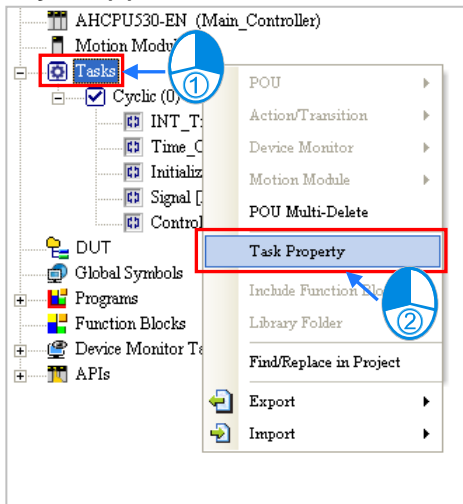 AHCPU530-EN (Main_Controller)
Motion Modul
Tasks
①
Cyclic (0)
INT_T
Time_C
Initializ
Signal [
Control
DUT
Global Symbols
Programs
Function Blocks
Device Monitor Ta
APIs
POU
Action/Transition
Device Monitor
Motion Module
POU Multi-Delete
Task Property
Include Function Blo
②
Library Folder
Find/Replace in Project
Export
Import